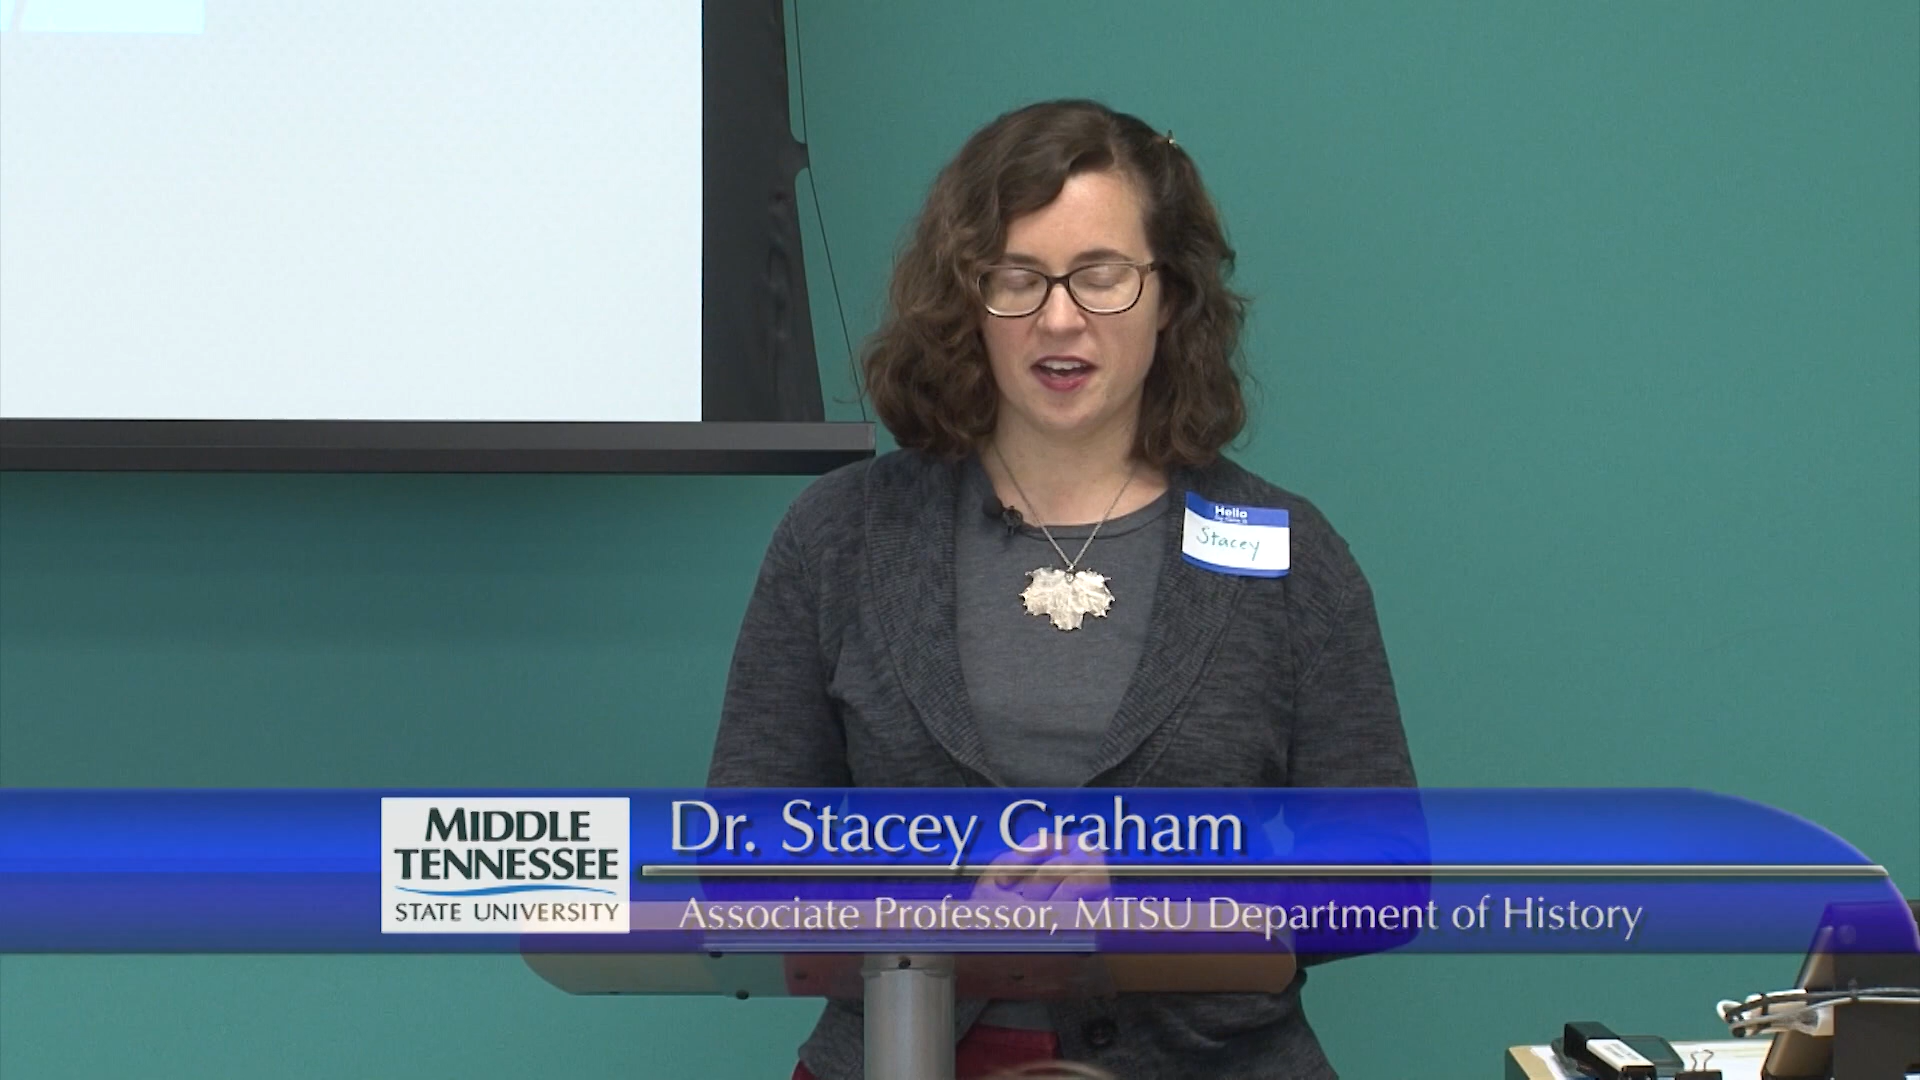 Hello
Stacey
MIDDLE
TENNESSEE
STATE UNIVERSITY
Dr. Stacey Graham
Associate Professor, MTSU Department of History